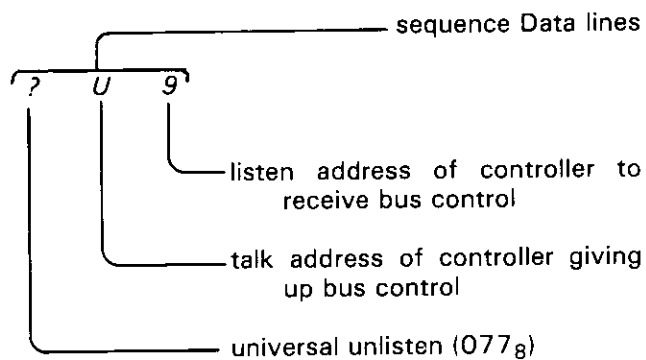 sequence Data lines
? U 9
listen address of controller to
receive bus control
talk address of controller giving
up bus control
universal unlisten (077₈)